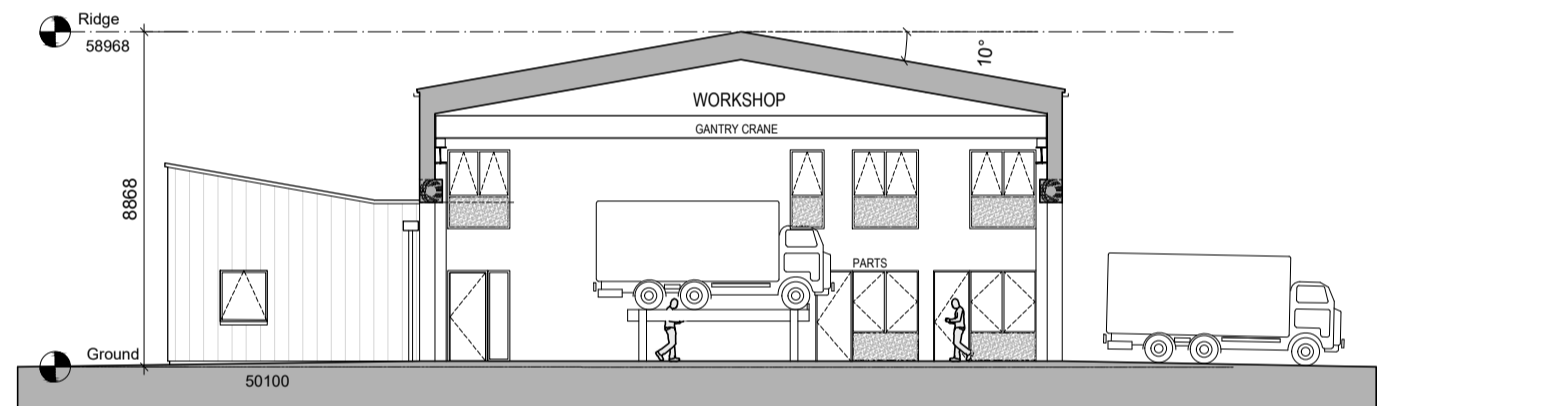 Ridge
58968
10°
WORKSHOP
GANTRY CRANE
8868
PARTS
Ground
50100